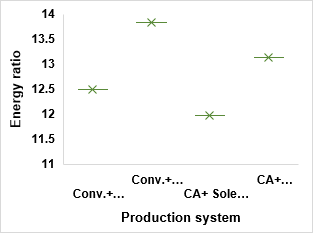 14
13.5
13
12.5
12
11.5
11
Energy ratio
Conv.+...
Conv.+...
CA+ Sole...
CA+...
Production system